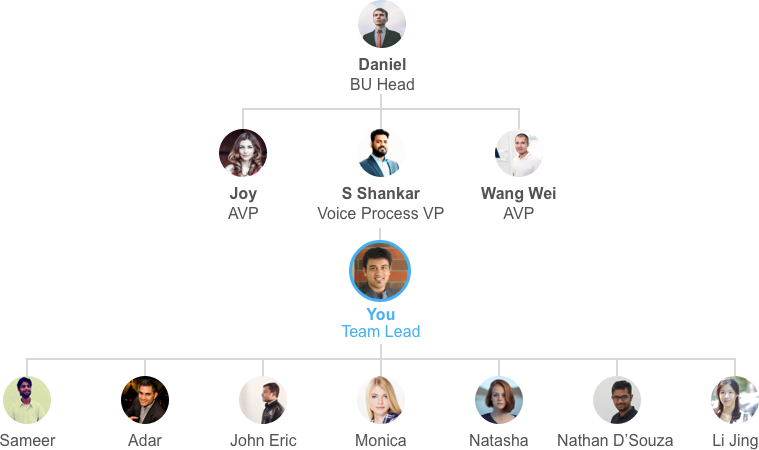 Daniel
BU Head
Joy
AVP
S Shankar
Voice Process VP
Wang Wei
AVP
You
Team Lead
Sameer
Adar
John Eric
Monica
Natasha
Nathan D’Souza
Li Jing